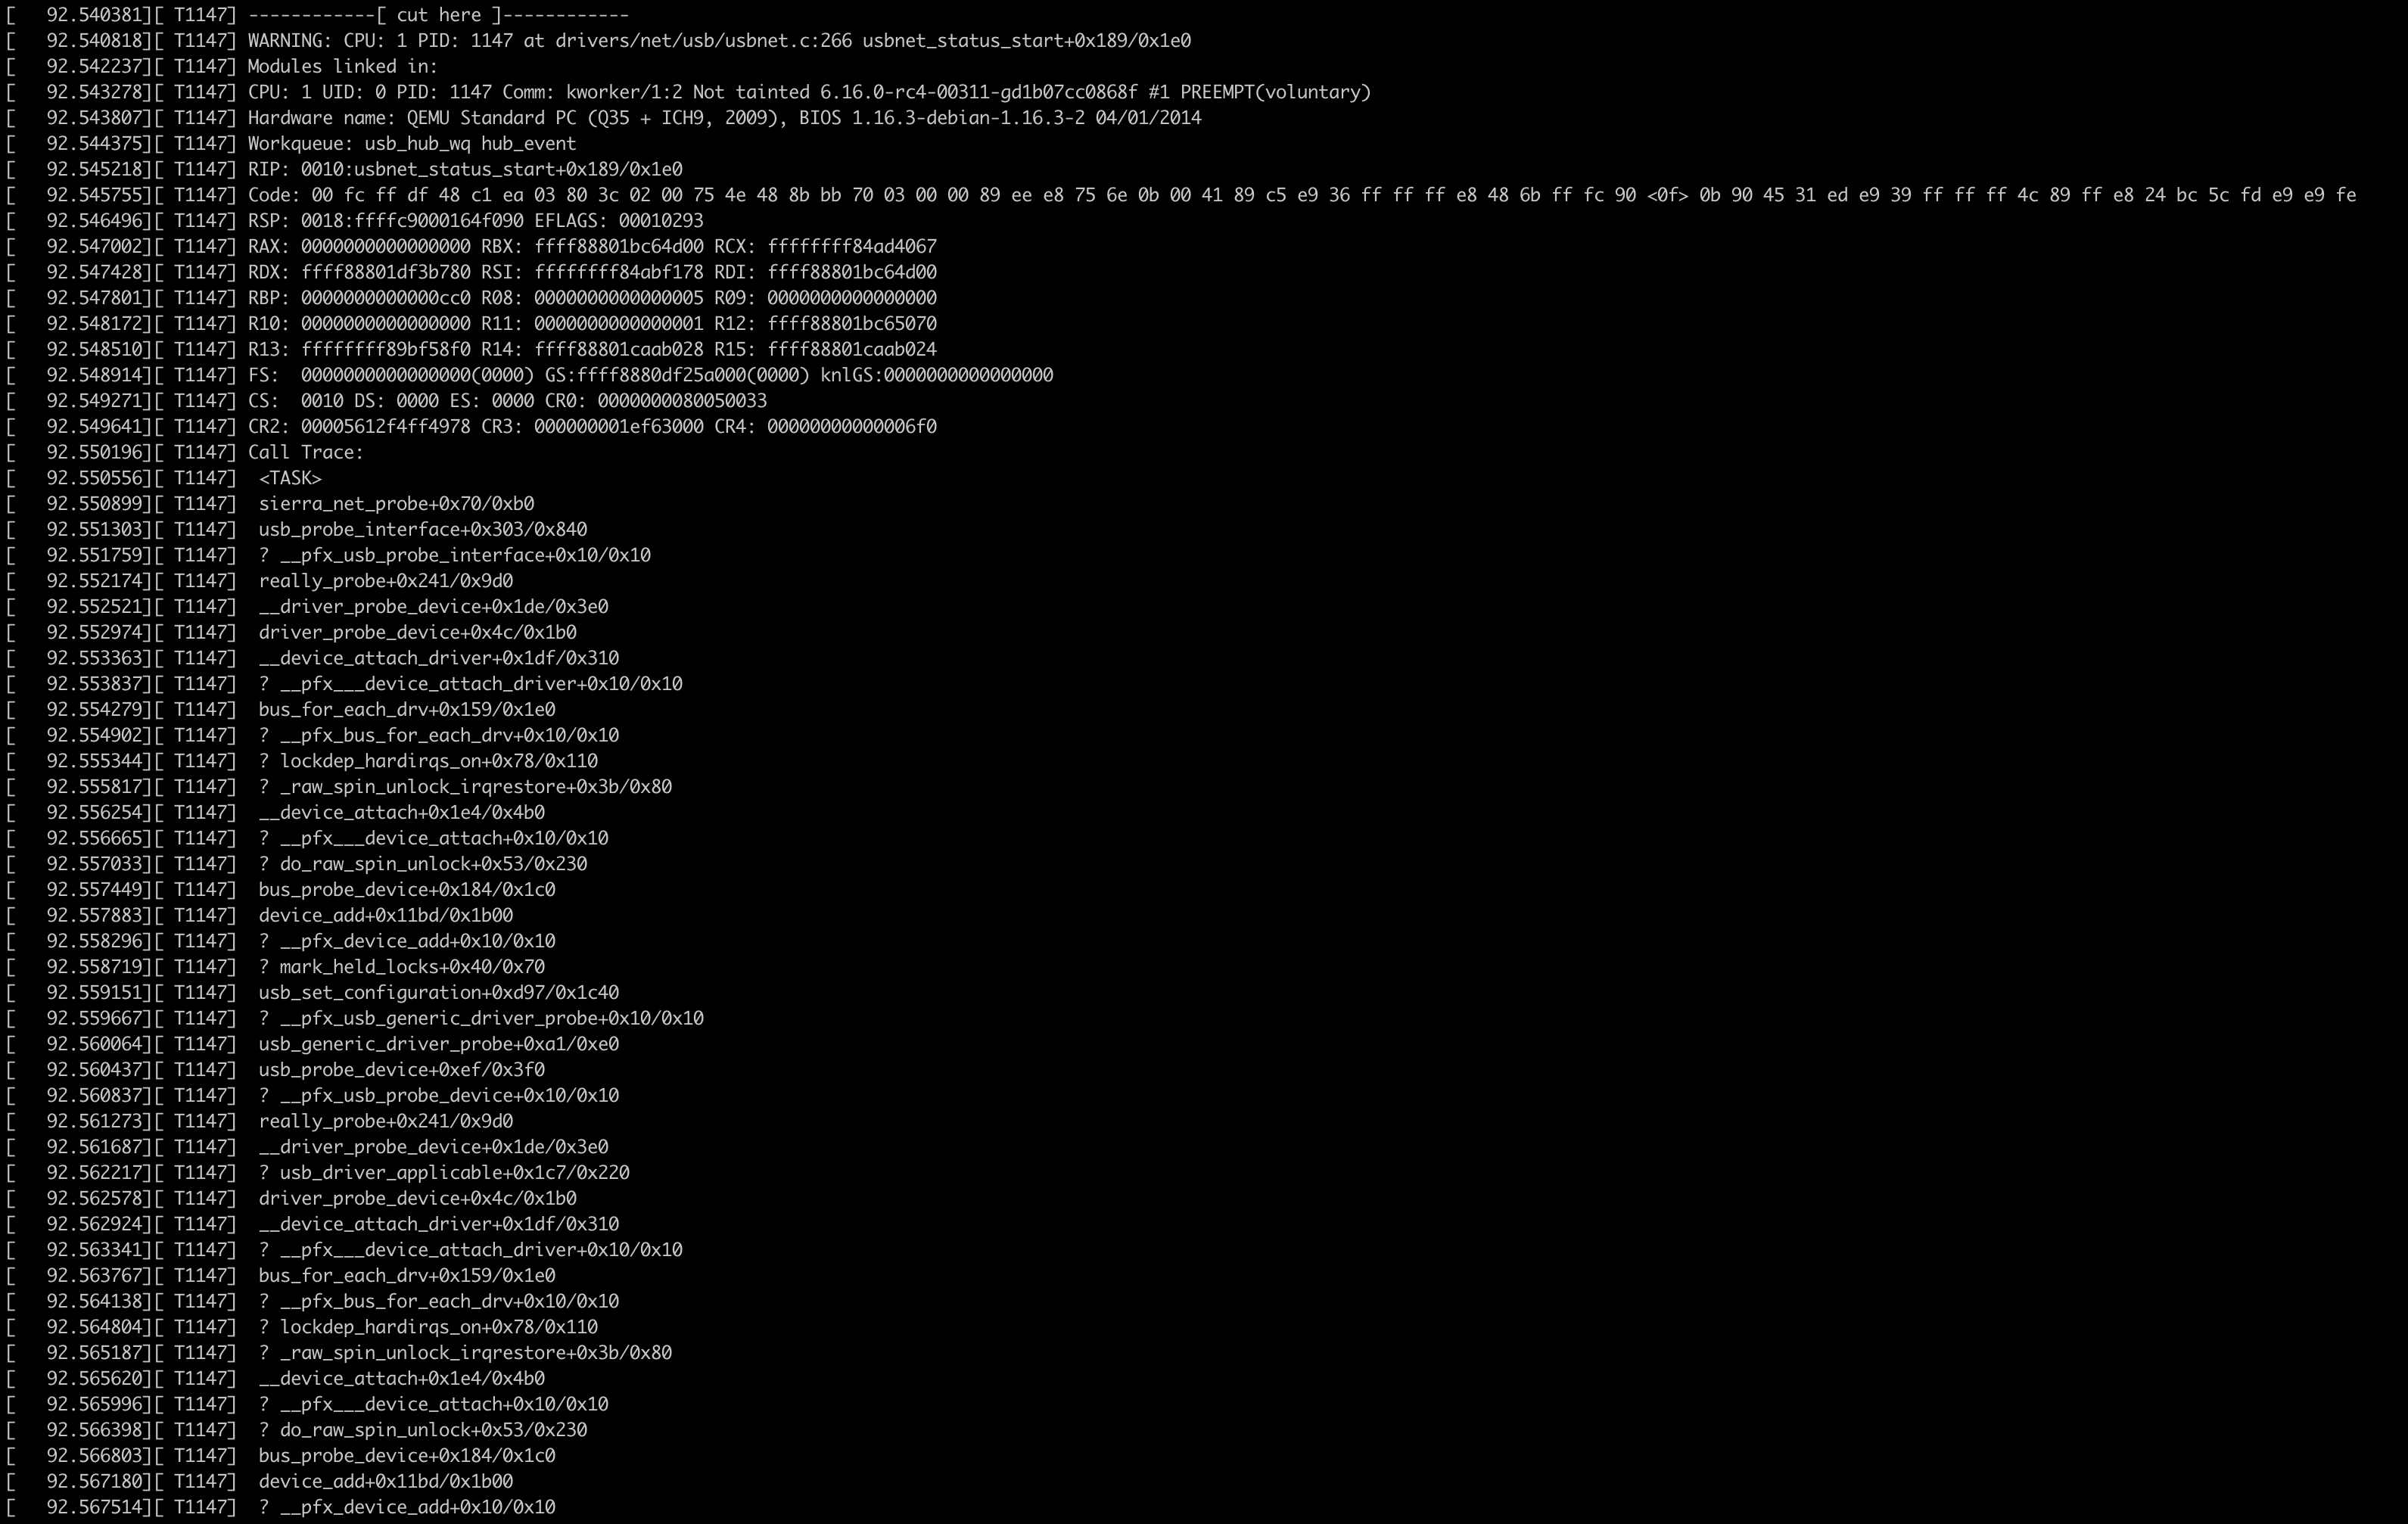 [   92.540381][ T1147] ------------[ cut here ]------------
[   92.540818][ T1147] WARNING: CPU: 1 PID: 1147 at drivers/net/usb/usbnet.c:266 usbnet_status_start+0x189/0x1e0
[   92.542237][ T1147] Modules linked in:
[   92.543278][ T1147] CPU: 1 UID: 0 PID: 1147 Comm: kworker/1:2 Not tainted 6.16.0-rc4-00311-gd1b07cc0868f #1 PREEMPT(voluntary)
[   92.543807][ T1147] Hardware name: QEMU Standard PC (Q35 + ICH9, 2009), BIOS 1.16.3-debian-1.16.3-2 04/01/2014
[   92.544375][ T1147] Workqueue: usb_hub_wq hub_event
[   92.545218][ T1147] RIP: 0010:usbnet_status_start+0x189/0x1e0
[   92.545755][ T1147] Code: 00 fc ff df 48 c1 ea 03 80 3c 02 00 75 4e 48 8b bb 70 03 00 00 89 ee e8 75 6e 0b 00 41 89 c5 e9 36 ff ff ff e8 48 6b ff fc 90 <0f> 0b 90 45 31 ed e9 39 ff ff ff 4c 89 ff e8 24 bc 5c fd e9 e9 fe
[   92.546496][ T1147] RSP: 0018:ffffc9000164f090 EFLAGS: 00010293
[   92.547002][ T1147] RAX: 0000000000000000 RBX: ffff88801bc64d00 RCX: ffffffff84ad4067
[   92.547428][ T1147] RDX: ffff88801df3b780 RSI: ffffffff84abf178 RDI: ffff88801bc64d00
[   92.547801][ T1147] RBP: 0000000000000cc0 R08: 0000000000000005 R09: 0000000000000000
[   92.548172][ T1147] R10: 0000000000000000 R11: 0000000000000001 R12: ffff88801bc65070
[   92.548510][ T1147] R13: ffffffff89bf58f0 R14: ffff88801caab028 R15: ffff88801caab024
[   92.548914][ T1147] FS:  0000000000000000(0000) GS:ffff8880df25a000(0000) knlGS:0000000000000000
[   92.549271][ T1147] CS:  0010 DS: 0000 ES: 0000 CR0: 0000000080050033
[   92.549641][ T1147] CR2: 00005612f4ff4978 CR3: 000000001ef63000 CR4: 00000000000006f0
[   92.550196][ T1147] Call Trace:
[   92.550556][ T1147]  <TASK>
[   92.550899][ T1147]  sierra_net_probe+0x70/0xb0
[   92.551303][ T1147]  usb_probe_interface+0x303/0x840
[   92.551759][ T1147]  ? __pfx_usb_probe_interface+0x10/0x10
[   92.552174][ T1147]  really_probe+0x241/0x9d0
[   92.552521][ T1147]  __driver_probe_device+0x1de/0x3e0
[   92.552974][ T1147]  driver_probe_device+0x4c/0x1b0
[   92.553363][ T1147]  __device_attach_driver+0x1df/0x310
[   92.553837][ T1147]  ? __pfx___device_attach_driver+0x10/0x10
[   92.554279][ T1147]  bus_for_each_drv+0x159/0x1e0
[   92.554902][ T1147]  ? __pfx_bus_for_each_drv+0x10/0x10
[   92.555344][ T1147]  ? lockdep_hardirqs_on+0x78/0x110
[   92.555817][ T1147]  ? _raw_spin_unlock_irqrestore+0x3b/0x80
[   92.556254][ T1147]  __device_attach+0x1e4/0x4b0
[   92.556665][ T1147]  ? __pfx___device_attach+0x10/0x10
[   92.557033][ T1147]  ? do_raw_spin_unlock+0x53/0x230
[   92.557449][ T1147]  bus_probe_device+0x184/0x1c0
[   92.557883][ T1147]  device_add+0x11bd/0x1b00
[   92.558296][ T1147]  ? __pfx_device_add+0x10/0x10
[   92.558719][ T1147]  ? mark_held_locks+0x40/0x70
[   92.559151][ T1147]  usb_set_configuration+0xd97/0x1c40
[   92.559667][ T1147]  ? __pfx_usb_generic_driver_probe+0x10/0x10
[   92.560064][ T1147]  usb_generic_driver_probe+0xa1/0xe0
[   92.560437][ T1147]  usb_probe_device+0xef/0x3f0
[   92.560837][ T1147]  ? __pfx_usb_probe_device+0x10/0x10
[   92.561273][ T1147]  really_probe+0x241/0x9d0
[   92.561687][ T1147]  __driver_probe_device+0x1de/0x3e0
[   92.562217][ T1147]  ? usb_driver_applicable+0x1c7/0x220
[   92.562578][ T1147]  driver_probe_device+0x4c/0x1b0
[   92.562924][ T1147]  __device_attach_driver+0x1df/0x310
[   92.563341][ T1147]  ? __pfx___device_attach_driver+0x10/0x10
[   92.563767][ T1147]  bus_for_each_drv+0x159/0x1e0
[   92.564138][ T1147]  ? __pfx_bus_for_each_drv+0x10/0x10
[   92.564804][ T1147]  ? lockdep_hardirqs_on+0x78/0x110
[   92.565187][ T1147]  ? _raw_spin_unlock_irqrestore+0x3b/0x80
[   92.565620][ T1147]  __device_attach+0x1e4/0x4b0
[   92.565996][ T1147]  ? __pfx___device_attach+0x10/0x10
[   92.566398][ T1147]  ? do_raw_spin_unlock+0x53/0x230
[   92.566803][ T1147]  bus_probe_device+0x184/0x1c0
[   92.567180][ T1147]  device_add+0x11bd/0x1b00
[   92.567514][ T1147]  ? __pfx_device_add+0x10/0x10